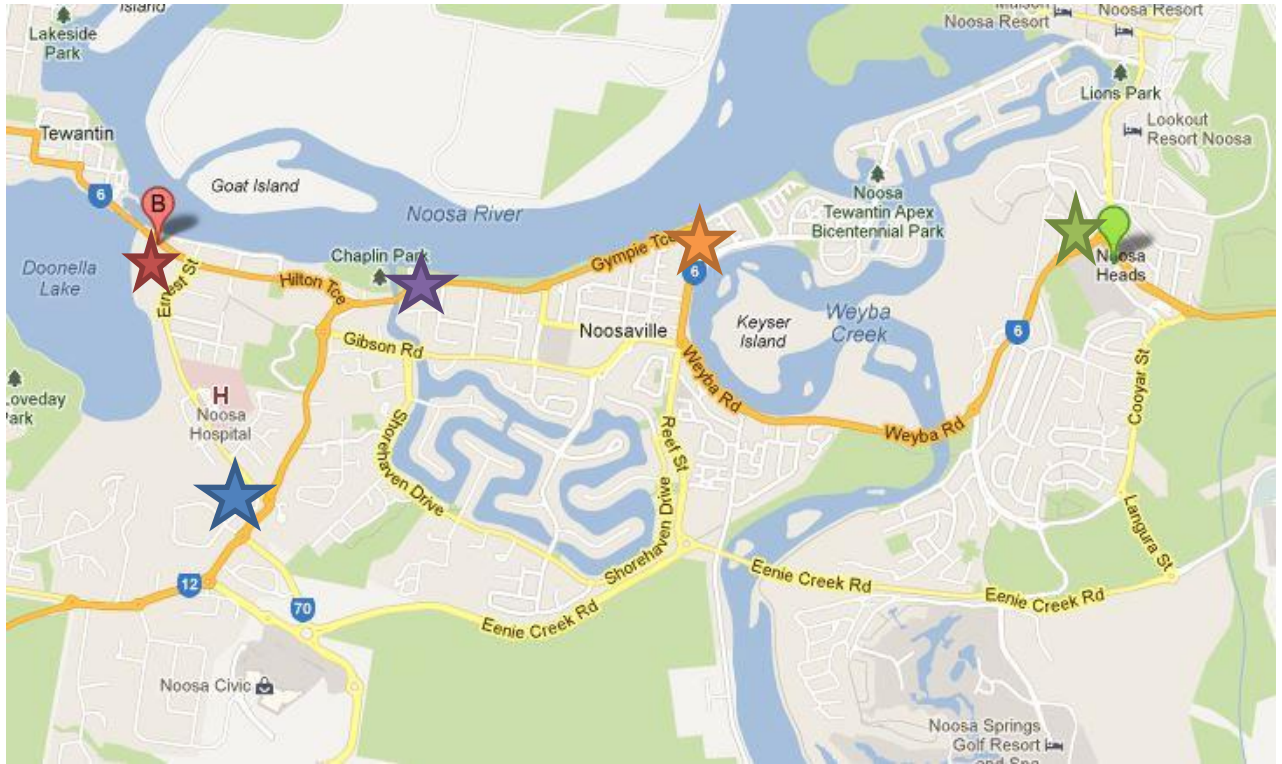 Island
Lakeside
Park
Noosa Resort
Noosa Resort
Lions Park
Lookout
Resort Noosa
Tewantin
6
B
Goat Island
Noosa River
Noosa
Tewantin Apex
Bicentennial Park
Doonella
Lake
Ernest St
Hilton Tce
Chaplin Park
Gympie Tce
6
Noosa
Heads
Keyser
Island
Weyba
Creek
6
Noosaville
Gibson Rd
Weyba Rd
Weyba Rd
Cooyar St
Loveday
Park
H
Noosa
Hospital
Shorehaven Drive
Reef St
Shorehaven Drive
Langura St
12
70
Eenie Creek Rd
Eenie Creek Rd
Eenie Creek Rd
Noosa Civic
Noosa Springs
Golf Resort
and Spa